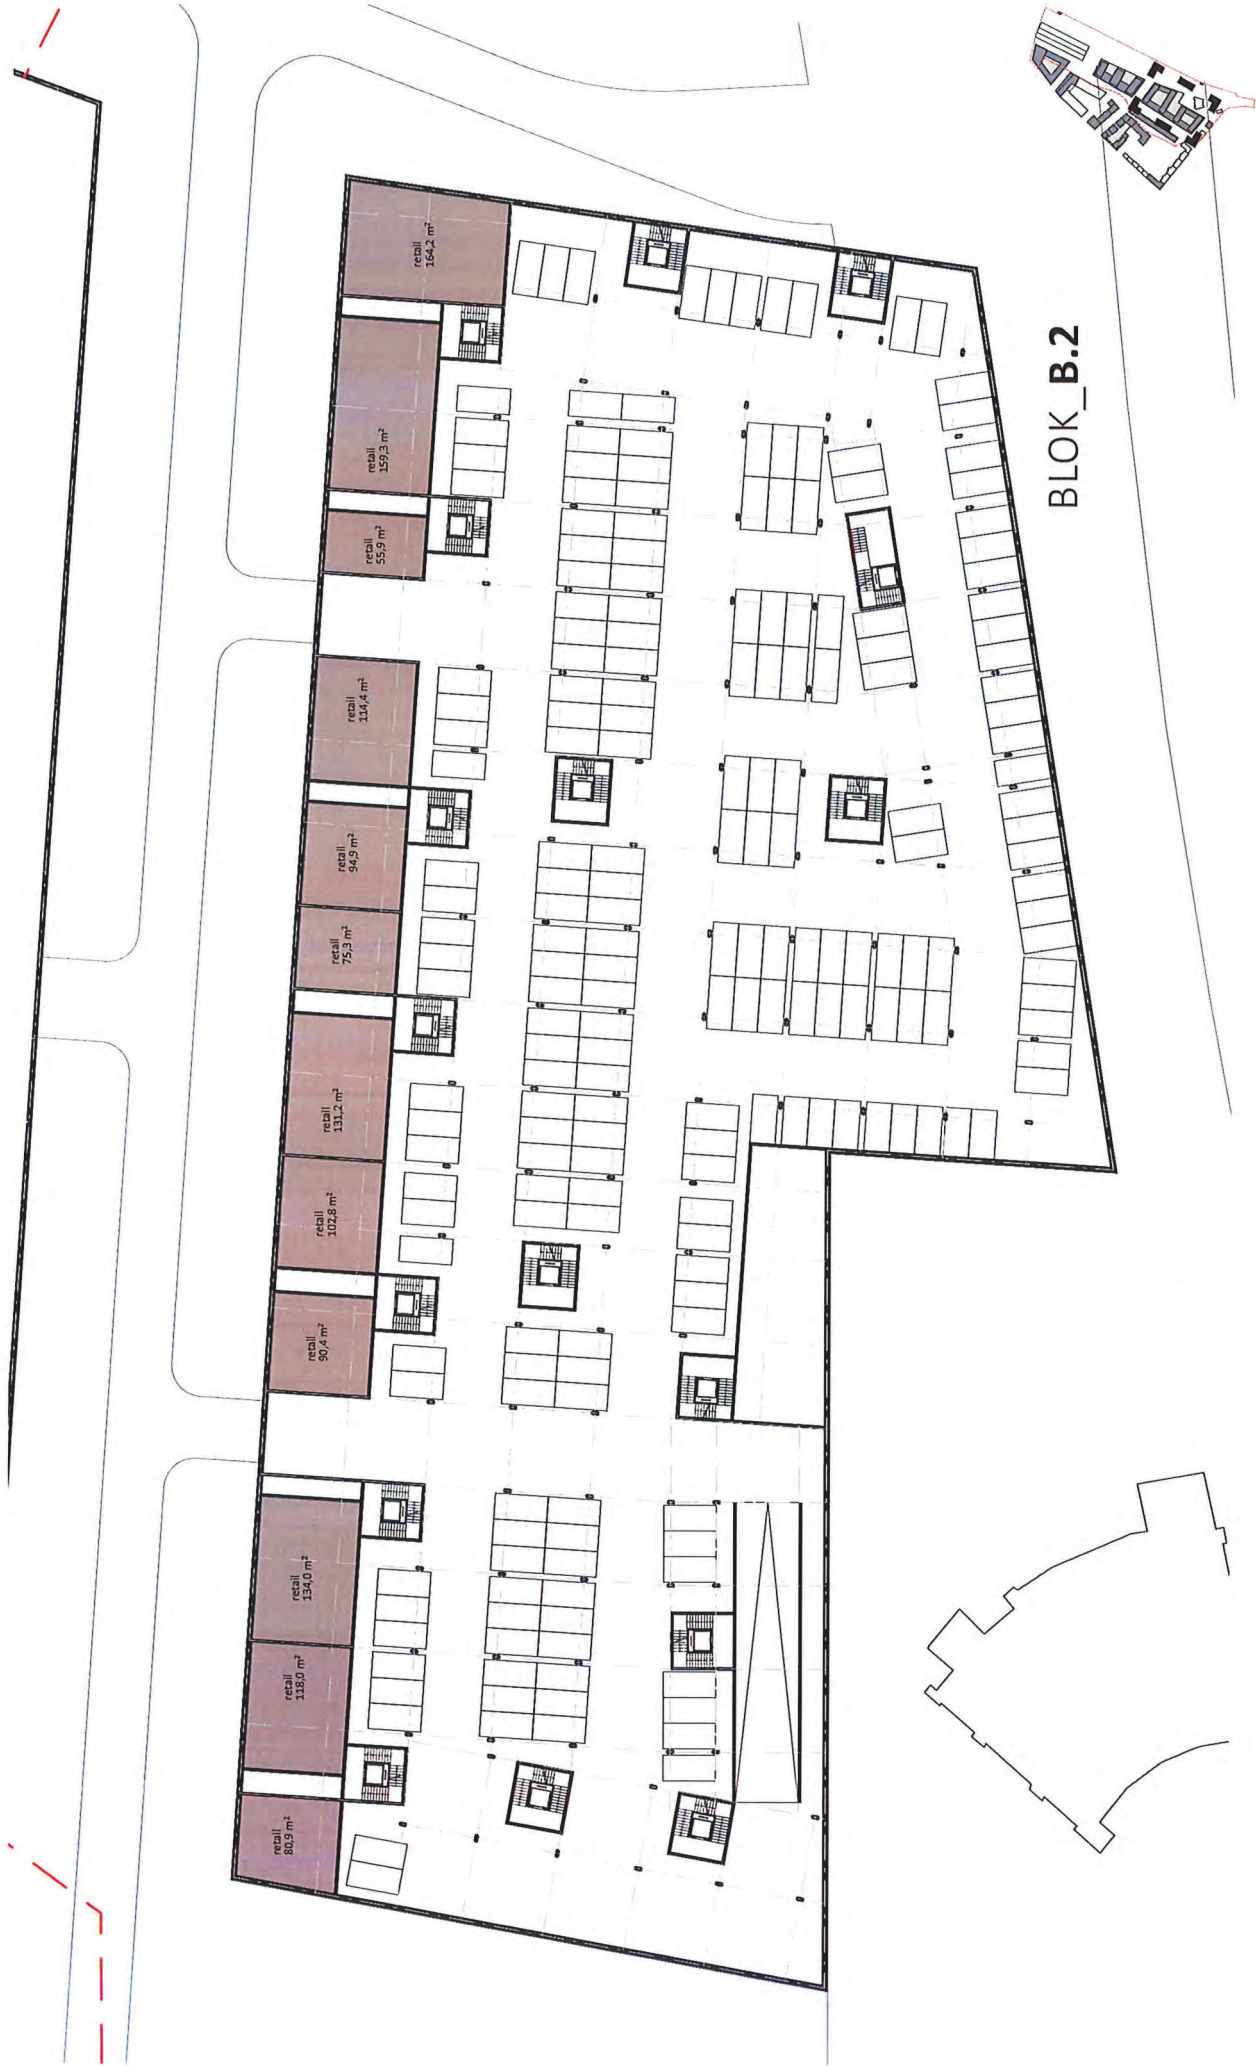 retail
80,9 m²
retail
118,0 m²
retail
134,0 m²
retail
90,4 m²
retail
102,8 m²
retail
131,2 m²
retail
75,3 m²
retail
94,9 m²
retail
114,4 m²
retail
55,9 m²
retail
159,3 m²
retail
164,2 m²
BLOK_B.2